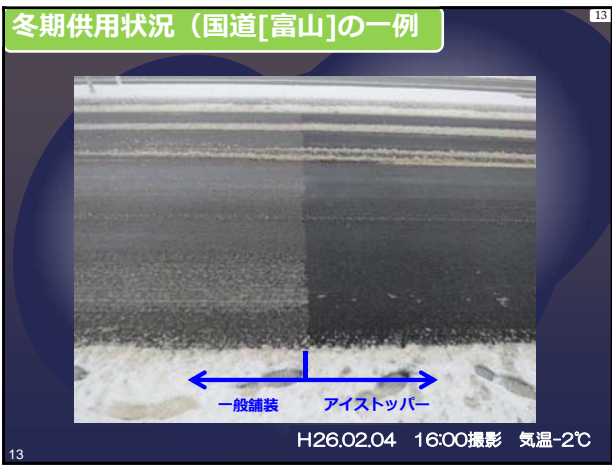 冬期供用状況（国道[富山]の一例
13
一般舗装 アイストッパー
H26.02.04 16:00撮影 気温-2℃
13